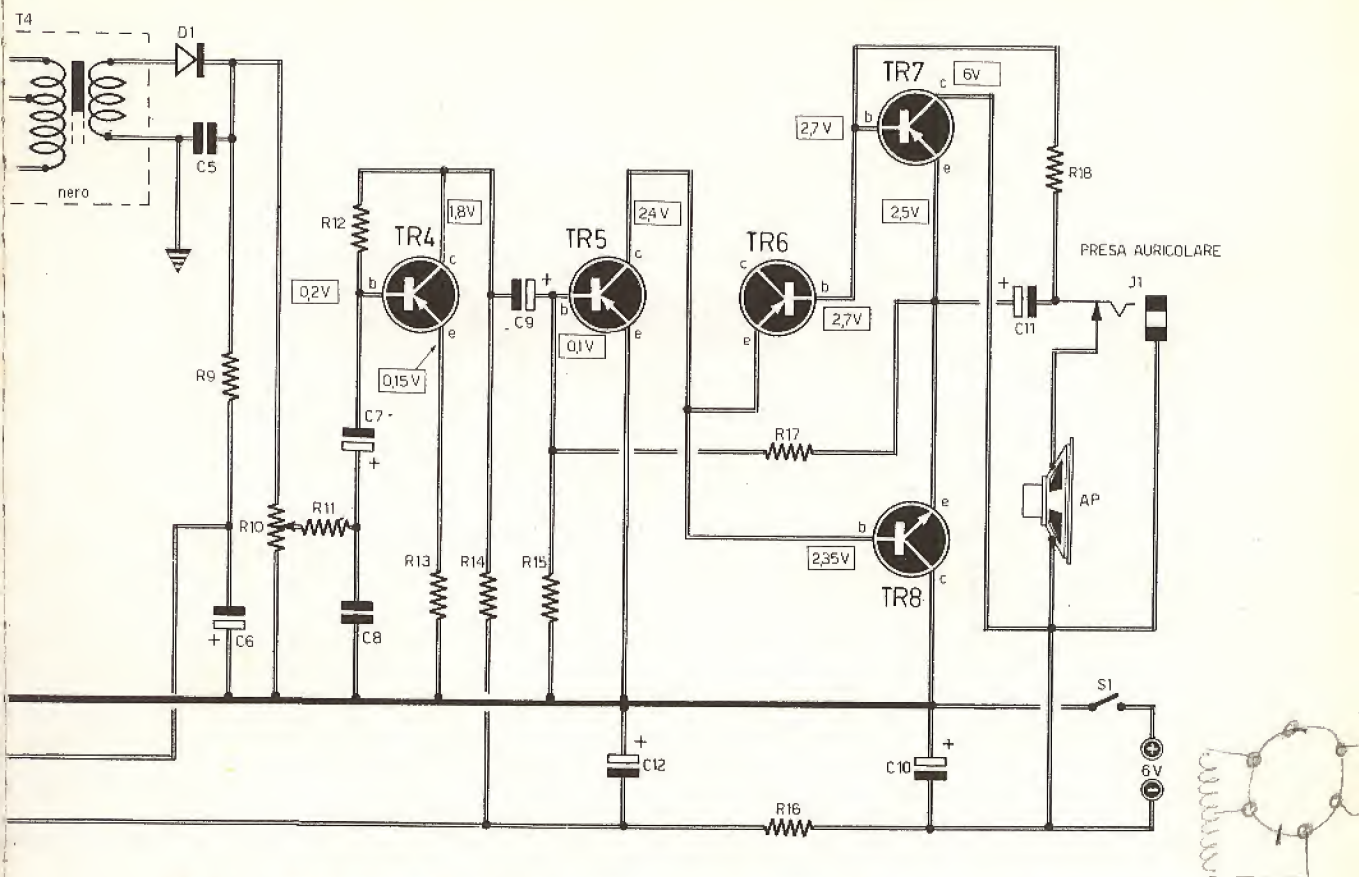 T4
D1
C5
nero
R9
R10
R11
C6
+
R12
TR4
1,8V
b
c
e
0,2V
0,15V
C7-
+
C8
R13
R14
C9
-
+
TR5
2,4V
b
c
e
0,1V
R15
TR6
c
b
e
2,7V
TR7
6V
2,7V
b
c
e
2,5V
R18
PRESA AURICOLARE
J1
+
C11
R17
AP
b
e
c
2,35V
TR8
S1
+
C12
+
C10
R16
+
6V
-